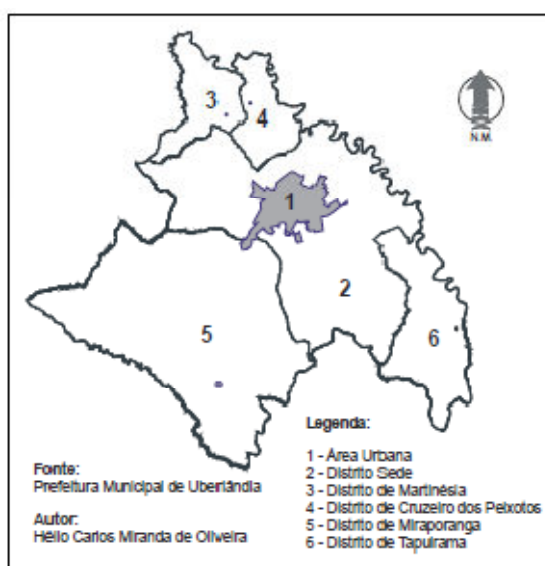 3
4
N.M.
1
2
5
6
Legenda:
1 - Área Urbana
2 - Distrito Sede
3 - Distrito de Martinésia
4 - Distrito de Cruzeiro dos Peixotos
5 - Distrito de Miraporanga
6 - Distrito de Tapuirama
Fonte:
Prefeitura Municipal de Uberlândia
Autor:
Hélio Carlos Miranda de Oliveira